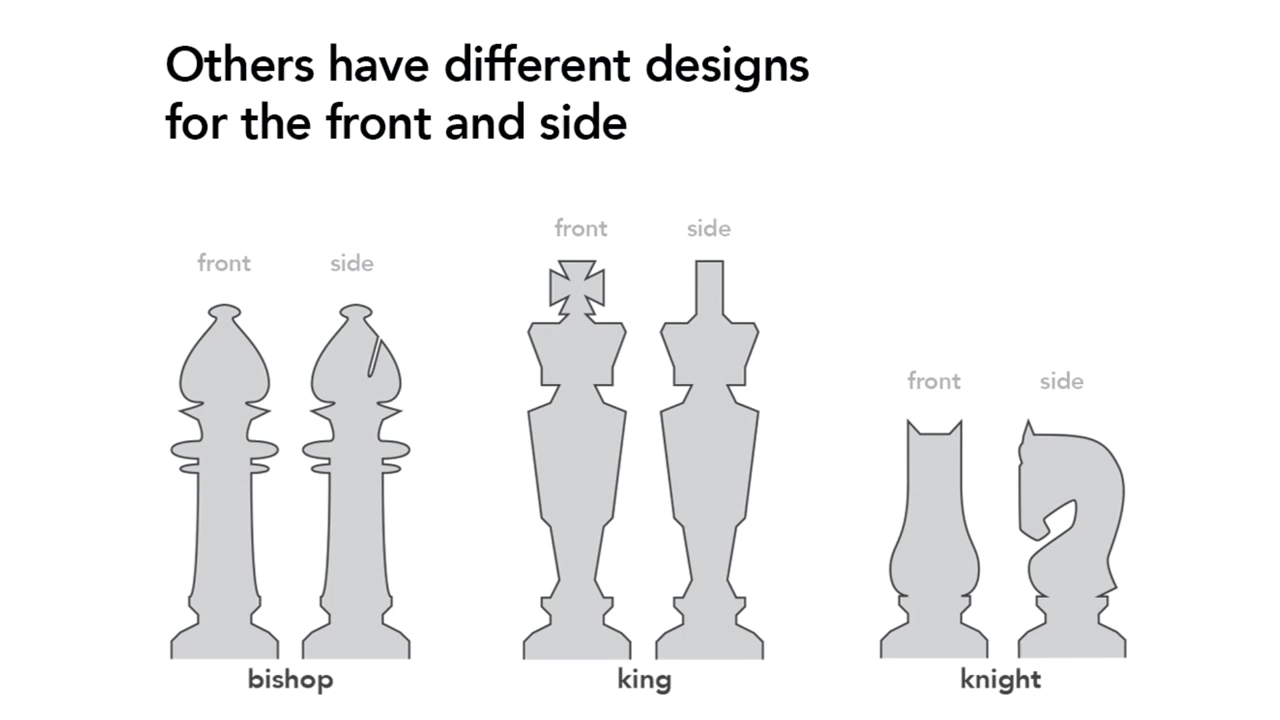 Others have different designs
for the front and side
front side
front side
front side
bishop
king
knight